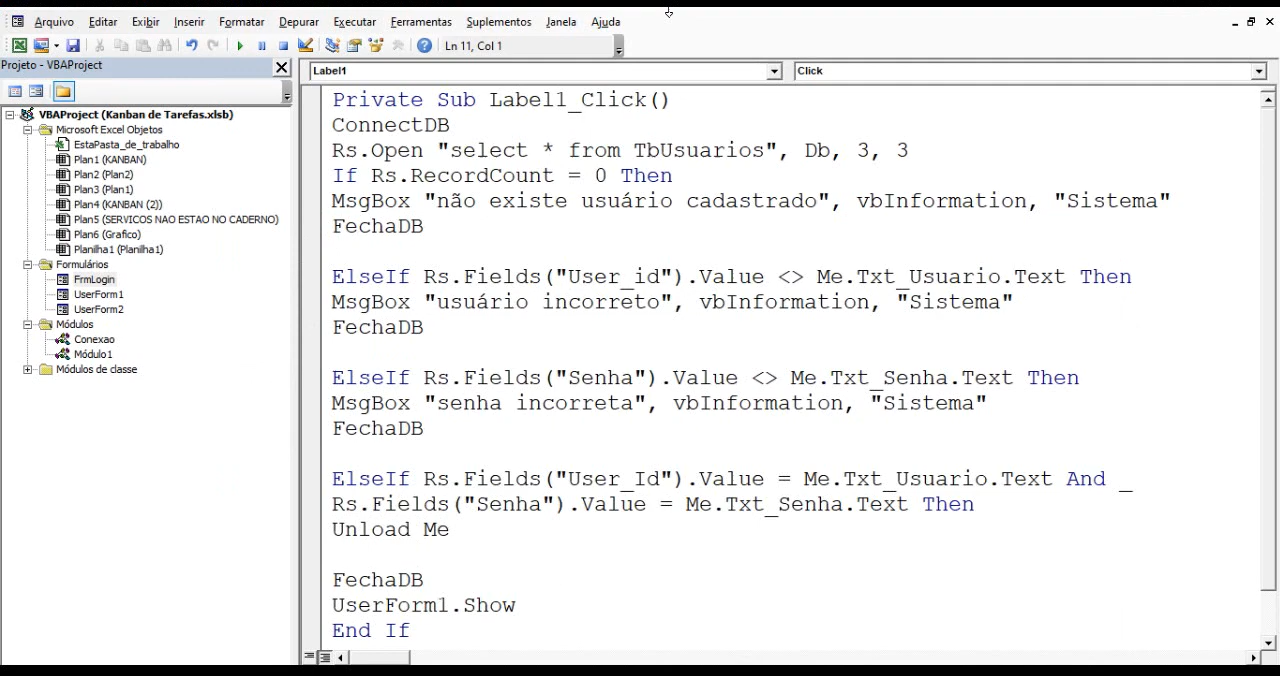 Arquivo Editar Exibir Inserir Formatar Depurar Executar Ferramentas Suplementos Janela Ajuda
Ln 11, Col 1
Projeto - VBAProject
Label1
Click
VBAProject (Kanban de Tarefas.xlsb)
Microsoft Excel Objetos
EstaPasta_de_trabalho
Plan1 (KANBAN)
Plan2 (Plan2)
Plan3 (Plan1)
Plan4 (KANBAN (2))
Plan5 (SERVICOS NAO ESTAO NO CADERNO)
Plan6 (Grafico)
Planilha1 (Planilha1)
Formulários
FrmLogin
UserForm1
UserForm2
Módulos
Conexao
Módulo1
Módulos de classe
Private Sub Label1_Click()
ConnectDB
Rs.Open "select * from TbUsuarios", Db, 3, 3
If Rs.RecordCount = 0 Then
MsgBox "não existe usuário cadastrado", vbInformation, "Sistema"
FechaDB
ElseIf Rs.Fields("User_id").Value <> Me.Txt_Usuario.Text Then
MsgBox "usuário incorreto", vbInformation, "Sistema"
FechaDB
ElseIf Rs.Fields("Senha").Value <> Me.Txt_Senha.Text Then
MsgBox "senha incorreta", vbInformation, "Sistema"
FechaDB
ElseIf Rs.Fields("User_Id").Value = Me.Txt_Usuario.Text And _
Rs.Fields("Senha").Value = Me.Txt_Senha.Text Then
Unload Me
FechaDB
UserForm1.Show
End If